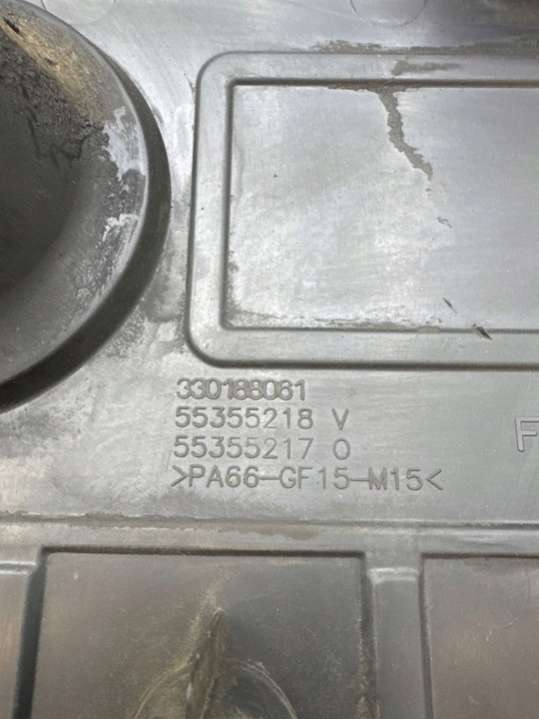 330188061
55355218 V
55355217 O
>PA66-GF15-M15<
F